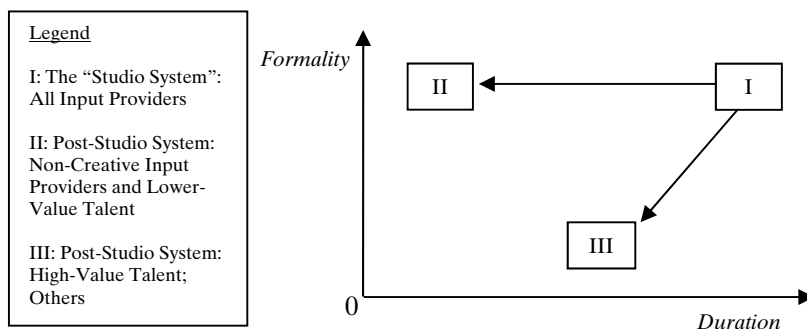 Legend
I: The “Studio System”:
All Input Providers
II: Post-Studio System:
Non-Creative Input
Providers and Lower-
Value Talent
III: Post-Studio System:
High-Value Talent;
Others
Formality
II
I
III
0
Duration